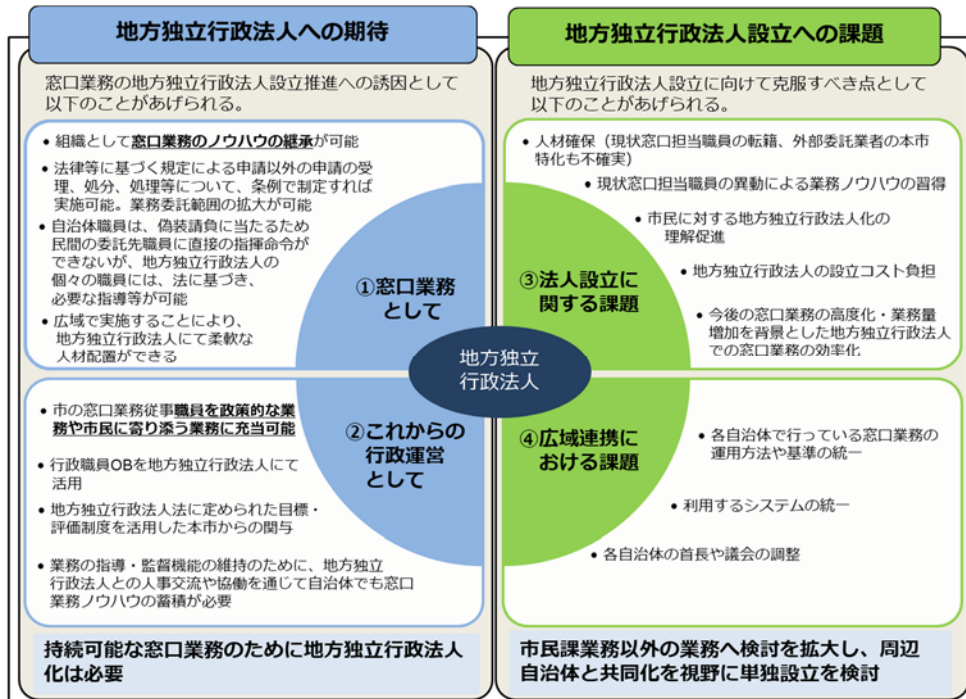 地方独立行政法人への期待
窓口業務の地方独立行政法人設立推進への誘因として
以下のことがあげられる。
• 組織として窓口業務のノウハウの継承が可能
• 法律等に基づく規定による申請以外の申請の受
理、処分、処理等について、条例で制定すれば
実施可能。業務委託範囲の拡大が可能
• 自治体職員は、偽装請負に当たるため
民間の委託先職員に直接の指揮命令が
できないが、地方独立行政法人の
個々の職員には、法に基づき、
必要な指導等が可能
• 広域で実施することにより、
地方独立行政法人にて柔軟な
人材配置ができる
①窓口業務
として
• 市の窓口業務従事職員を政策的な業
務や市民に寄り添う業務に充当可能
• 行政職員OBを地方独立行政法人にて
活用
• 地方独立行政法人法に定められた目標・
評価制度を活用した本市からの関与
• 業務の指導・監督機能の維持のために、地方独立
行政法人との人事交流や協働を通じて自治体でも窓口
業務ノウハウの蓄積が必要
②これからの
行政運営
として
持続可能な窓口業務のために地方独立行政法人
化は必要
地方独立
行政法人
地方独立行政法人設立への課題
地方独立行政法人設立に向けて克服すべき点として
以下のことがあげられる。
• 人材確保（現状窓口担当職員の転籍、外部委託業者の本市
特化も不確実）
• 現状窓口担当職員の異動による業務ノウハウの習得
• 市民に対する地方独立行政法人化の
理解促進
• 地方独立行政法人の設立コスト負担
• 今後の窓口業務の高度化・業務量
増加を背景とした地方独立行政法人
での窓口業務の効率化
③法人設立に
関する課題
④広域連携に
おける課題
• 各自治体で行っている窓口業務の
運用方法や基準の統一
• 利用するシステムの統一
• 各自治体の首長や議会の調整
市民課業務以外の業務へ検討を拡大し、周辺
自治体と共同化を視野に単独設立を検討